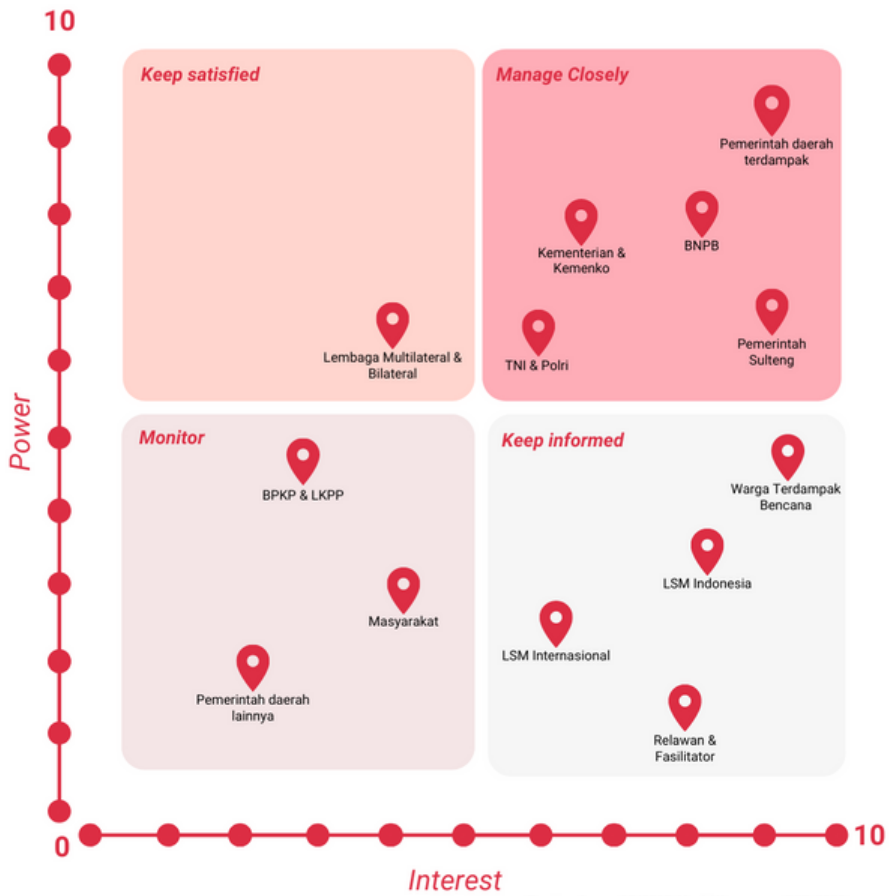 10
Keep satisfied
Manage Closely
Pemerintah daerah
terdampak
Kementerian &
Kemenko
BNPB
Lembaga Multilateral &
Bilateral
TNI & Polri
Pemerintah
Sulteng
Power
Monitor
Keep informed
BPKP & LKPP
Warga Terdampak
Bencana
LSM Indonesia
Masyarakat
LSM Internasional
Pemerintah daerah
lainnya
Relawan &
Fasilitator
0
10
Interest